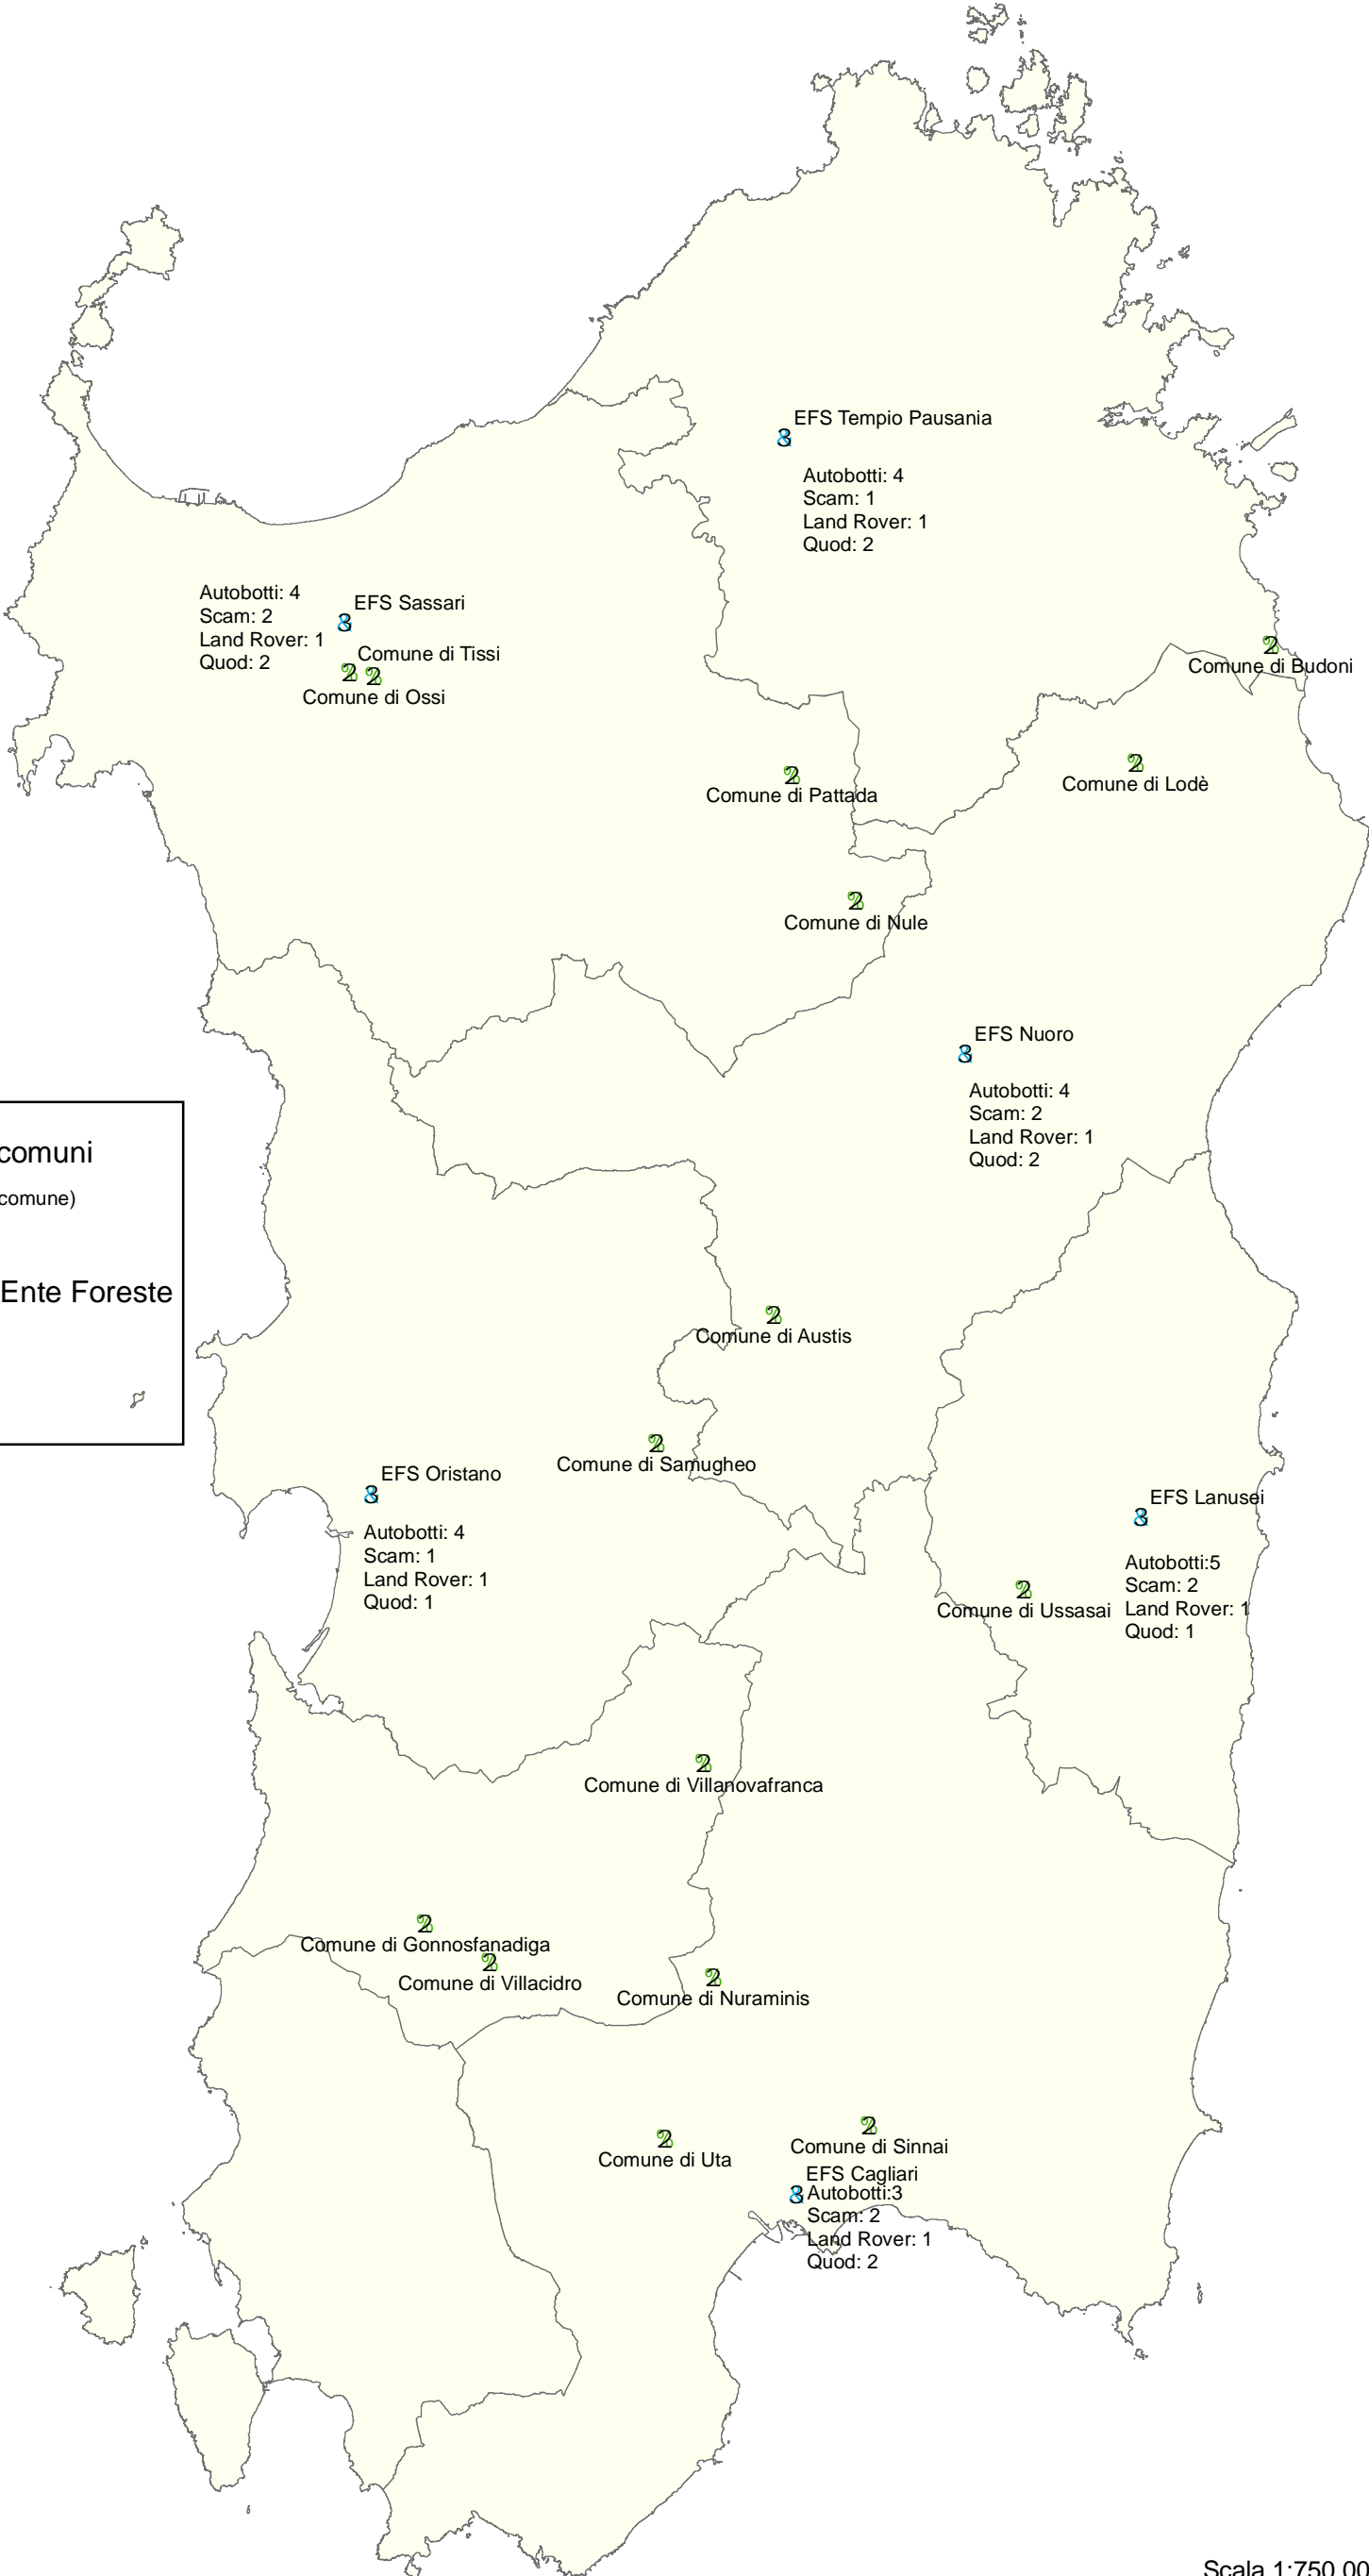 EFS Tempio Pausania
Autobotti: 4
Scam: 1
Land Rover: 1
Quod: 2
Autobotti: 4
Scam: 2
Land Rover: 1
Quod: 2
EFS Sassari
Comune di Tissi
Comune di Ossi
Comune di Budoni
Comune di Pattada
Comune di Lodè
Comune di Nule
EFS Nuoro
Autobotti: 4
Scam: 2
Land Rover: 1
Quod: 2
comuni
comune)
Ente Foreste
Comune di Austis
Comune di Samugheo
EFS Oristano
Autobotti: 4
Scam: 1
Land Rover: 1
Quod: 1
EFS Lanusei
Autobotti:5
Scam: 2
Land Rover: 1
Quod: 1
Comune di Ussasai
Comune di Villanovafranca
Comune di Gonnosfanadiga
Comune di Villacidro
Comune di Nuraminis
Comune di Uta
Comune di Sinnai
EFS Cagliari
Autobotti:3
Scam: 2
Land Rover: 1
Quod: 2
Scala 1:750.00